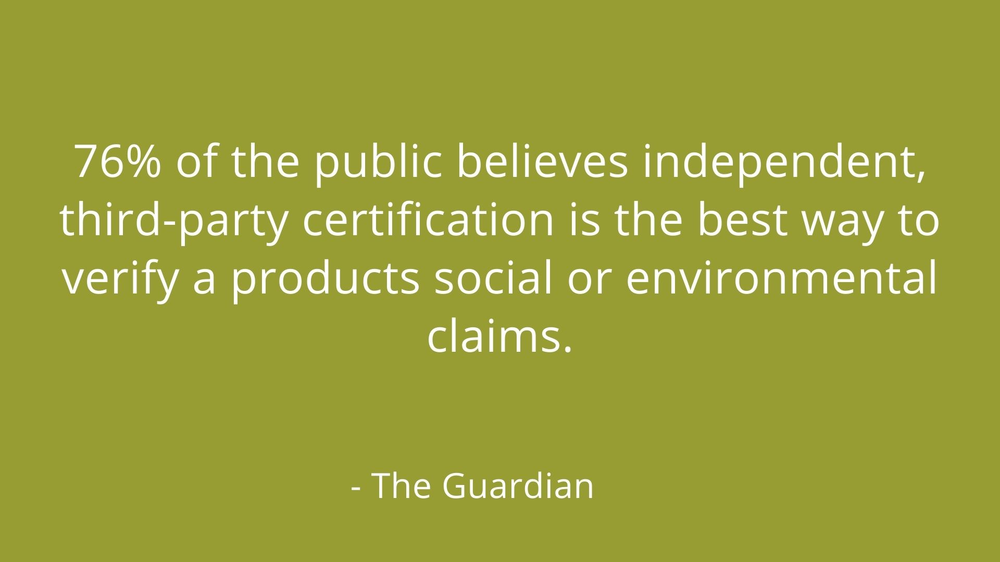 76% of the public believes independent,
third-party certification is the best way to
verify a products social or environmental
claims.
- The Guardian